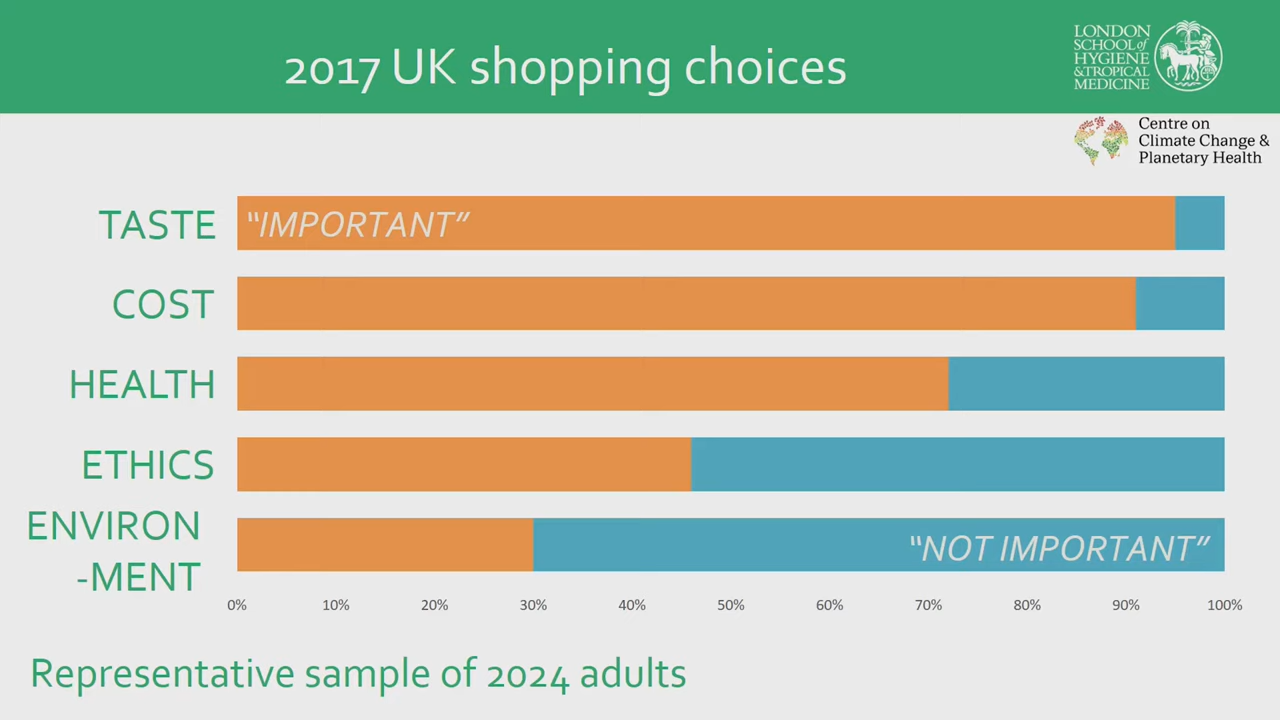 2017 UK shopping choices
LONDON
SCHOOL of
HYGIENE
& TROPICAL
MEDICINE
Centre on
Climate Change &
Planetary Health
TASTE
“IMPORTANT”
COST
HEALTH
ETHICS
ENVIRON
-MENT
“NOT IMPORTANT”
0% 10% 20% 30% 40% 50% 60% 70% 80% 90% 100%
Representative sample of 2024 adults